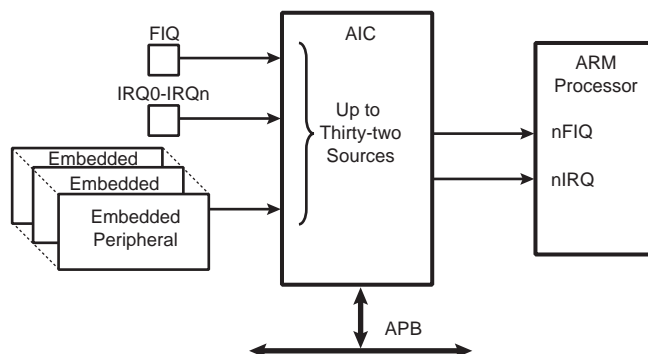 FIQ
IRQ0-IRQn
Embedded
Embedded
Embedded
Peripheral
AIC
Up to
Thirty-two
Sources
ARM
Processor
nFIQ
nIRQ
APB